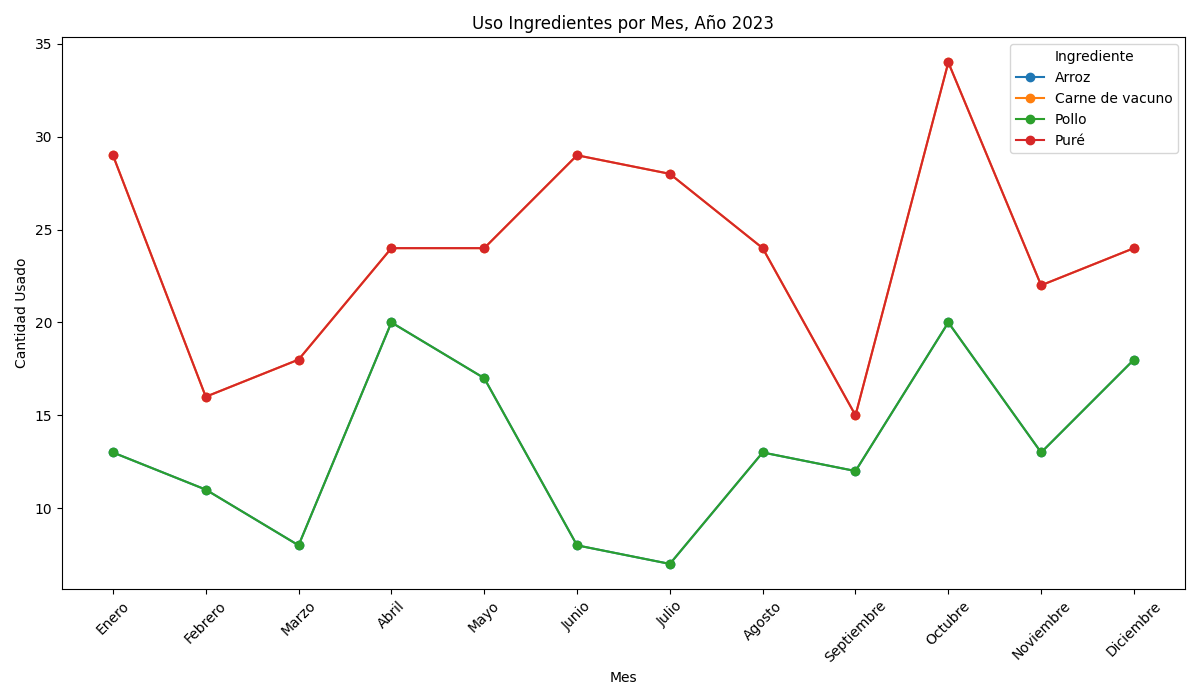 Uso Ingredientes por Mes, Año 2023
Ingrediente
Arroz
Carne de vacuno
Pollo
Puré
Cantidad Usado
35
30
25
20
15
10
Enero
Febrero
Marzo
Abril
Mayo
Junio
Julio
Agosto
Septiembre
Octubre
Noviembre
Diciembre
Mes